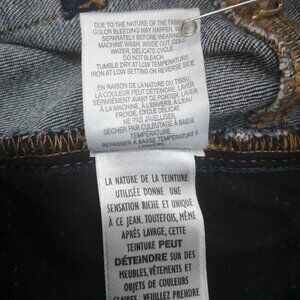 DUE TO THE NATURE OF THE FABRIC
COLOR BLEEDING MAY HAPPEN. W
SEPARATELY BEFORE WEARING
MACHINE WASH, INSIDE OUT, COLD
WATER, DELICATE CYCLE.
DO NOT BLEACH.
TUMBLE DRY AT LOW TEMPERATURE.
IRON AT LOW SETTING ON REVERSE SIDE.
EN RAISON DE LA NATURE DU TISSU,
LA COULEUR PEUT DÉTEINDRE. LAVER
SÉPARÉMENT AVANT DE PORTER. LAVER
À LA MACHINE, À L'ENVERS, À L'EAU
FROIDE, CYCLE DÉLICAT.
NE PAS JAVELLISER.
SÉCHER PAR CULBUTAGE À BASSE
TEMPÉRATURE
REPASSER À BASSE TEMPÉRATURE À
L'ENVERS
LA NATURE DE LA TEINTURE
UTILISÉE DONNE UNE
SENSATION RICHE ET UNIQUE
À CE JEAN. TOUTEFOIS, MÊME
APRÈS LAVAGE, CETTE
TEINTURE PEUT
DÉTEINDRE SUR DES
MEUBLES, VÊTEMENTS ET
OBJETS DE COULEURS
CLAIRES. VEUILLEZ PRENDRE